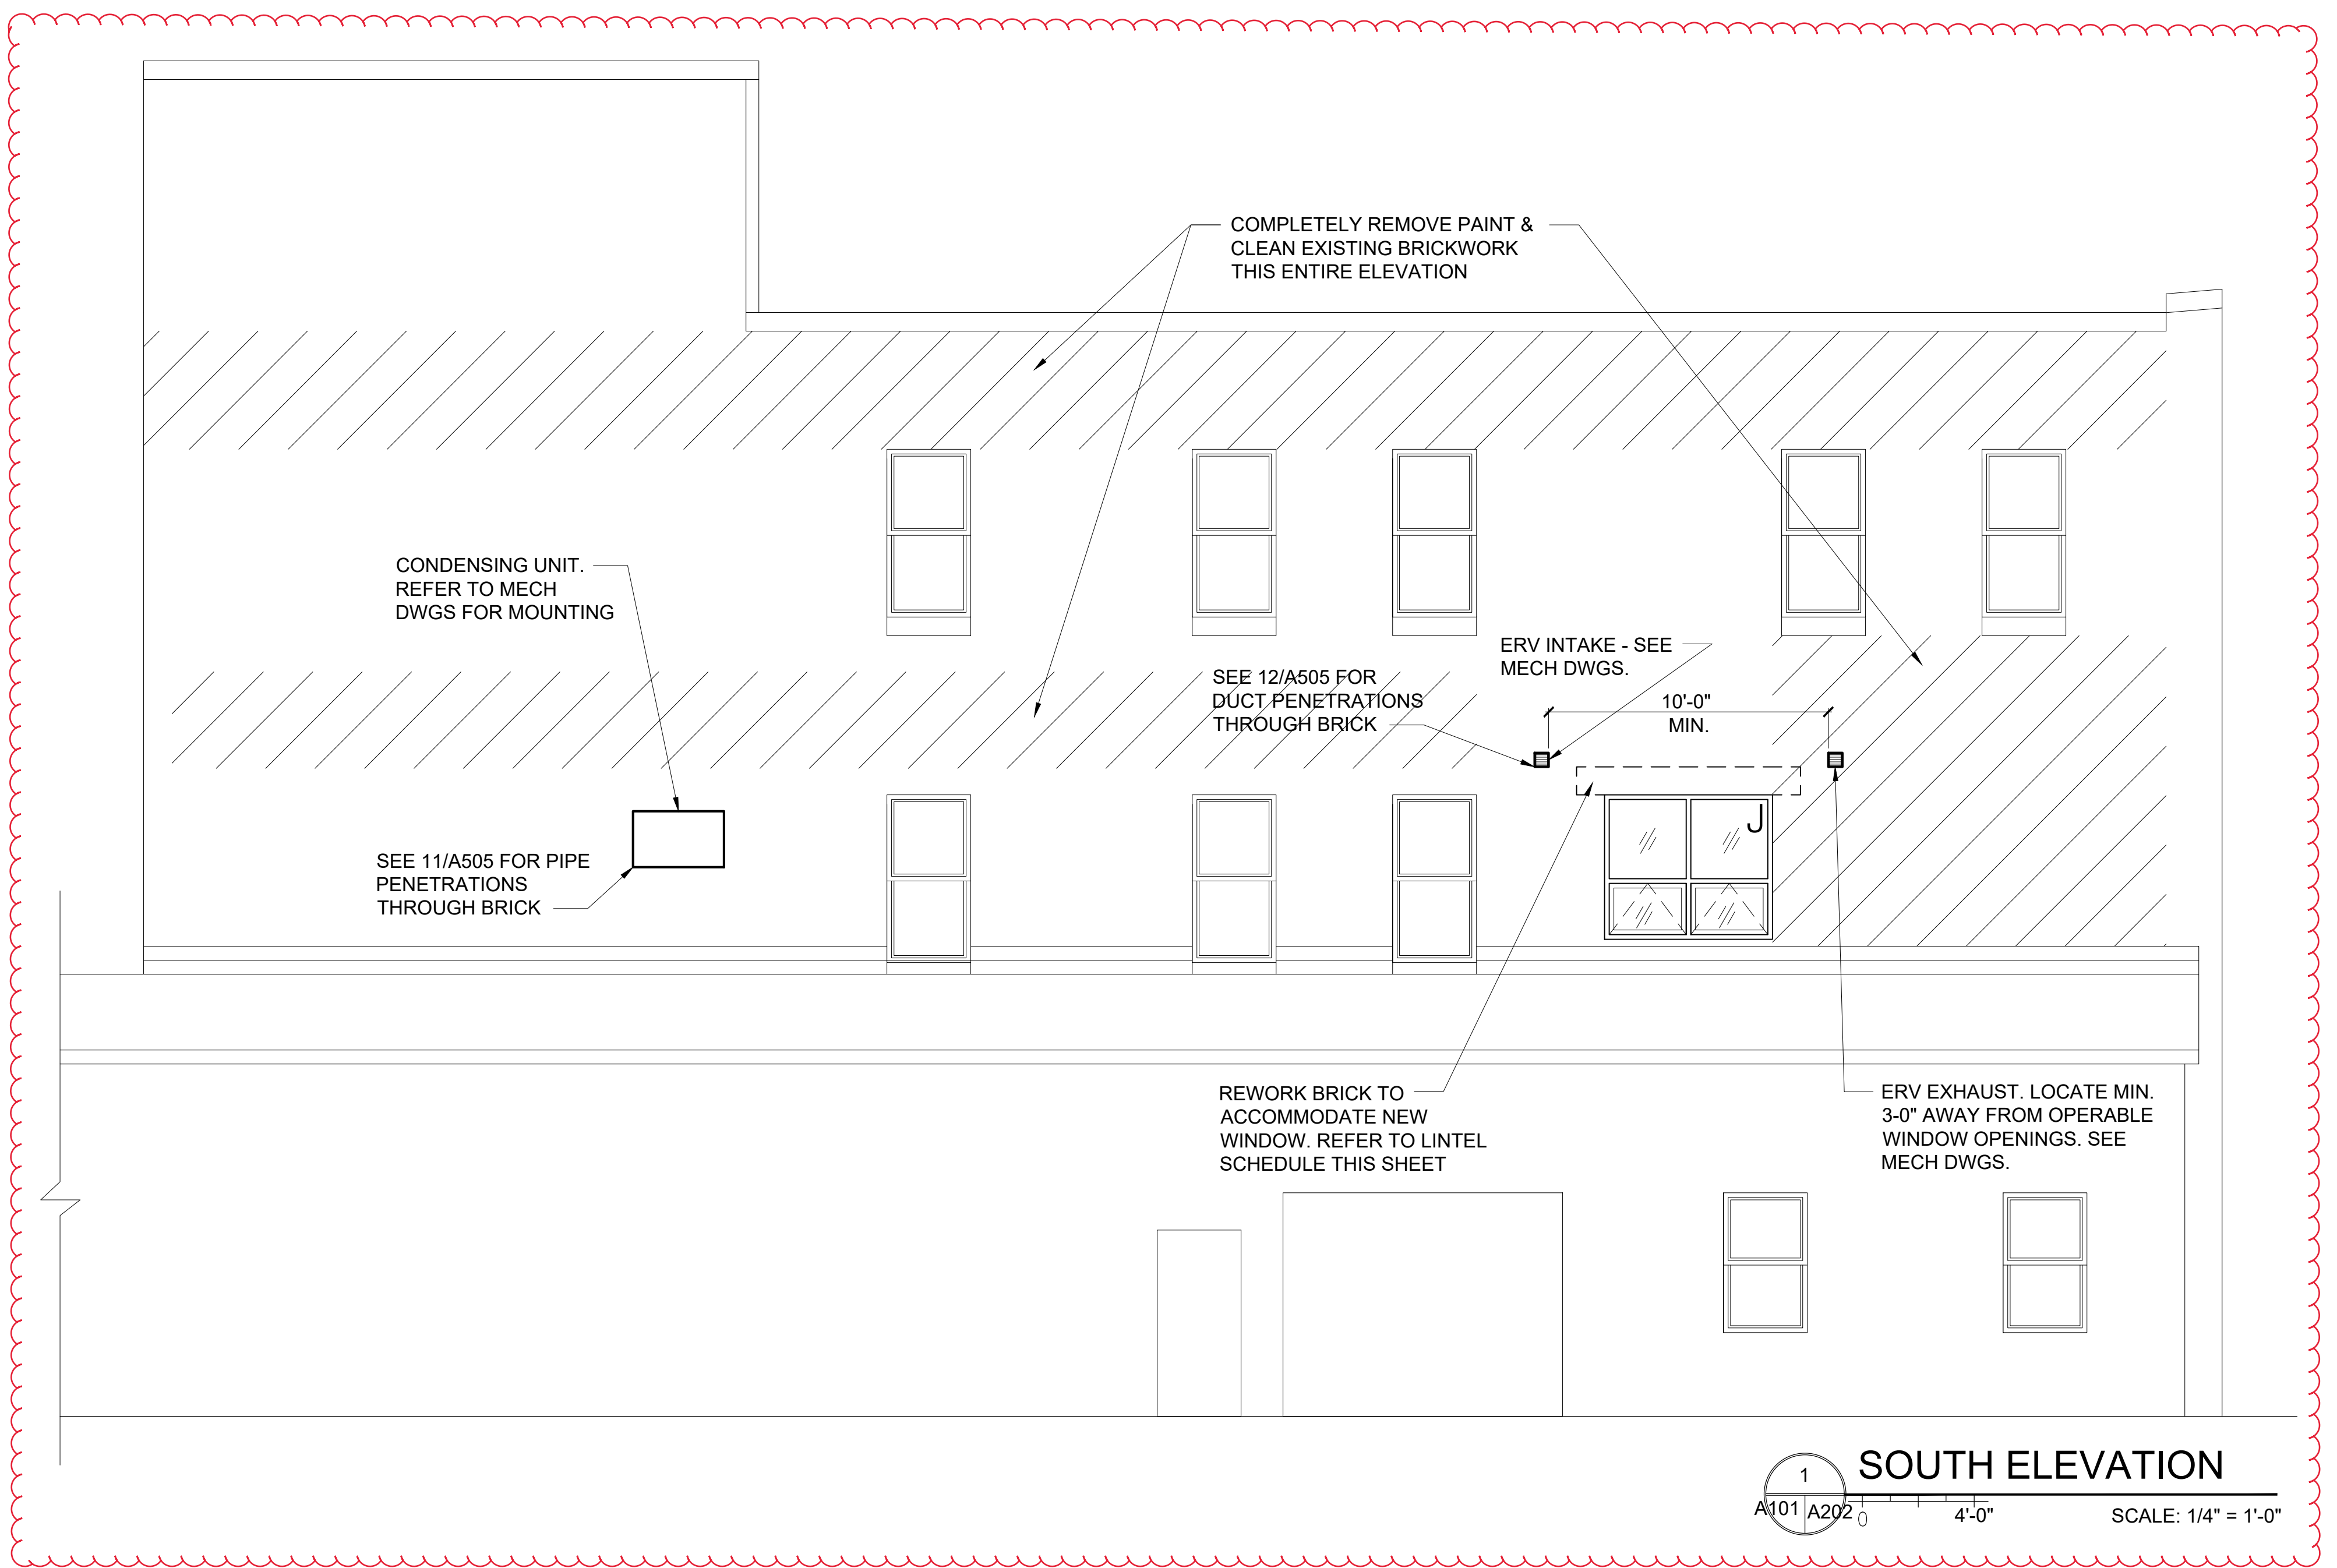 COMPLETELY REMOVE PAINT &
CLEAN EXISTING BRICKWORK
THIS ENTIRE ELEVATION
CONDENSING UNIT.
REFER TO MECH
DWGS FOR MOUNTING
ERV INTAKE - SEE
MECH DWGS.
SEE 12/A505 FOR
DUCT PENETRATIONS
THROUGH BRICK
10'-0"
MIN.
J
SEE 11/A505 FOR PIPE
PENETRATIONS
THROUGH BRICK
REWORK BRICK TO
ACCOMMODATE NEW
WINDOW. REFER TO LINTEL
SCHEDULE THIS SHEET
ERV EXHAUST. LOCATE MIN.
3-0" AWAY FROM OPERABLE
WINDOW OPENINGS. SEE
MECH DWGS.
1
A101 A202
SOUTH ELEVATION
0 4'-0"
SCALE: 1/4" = 1'-0"